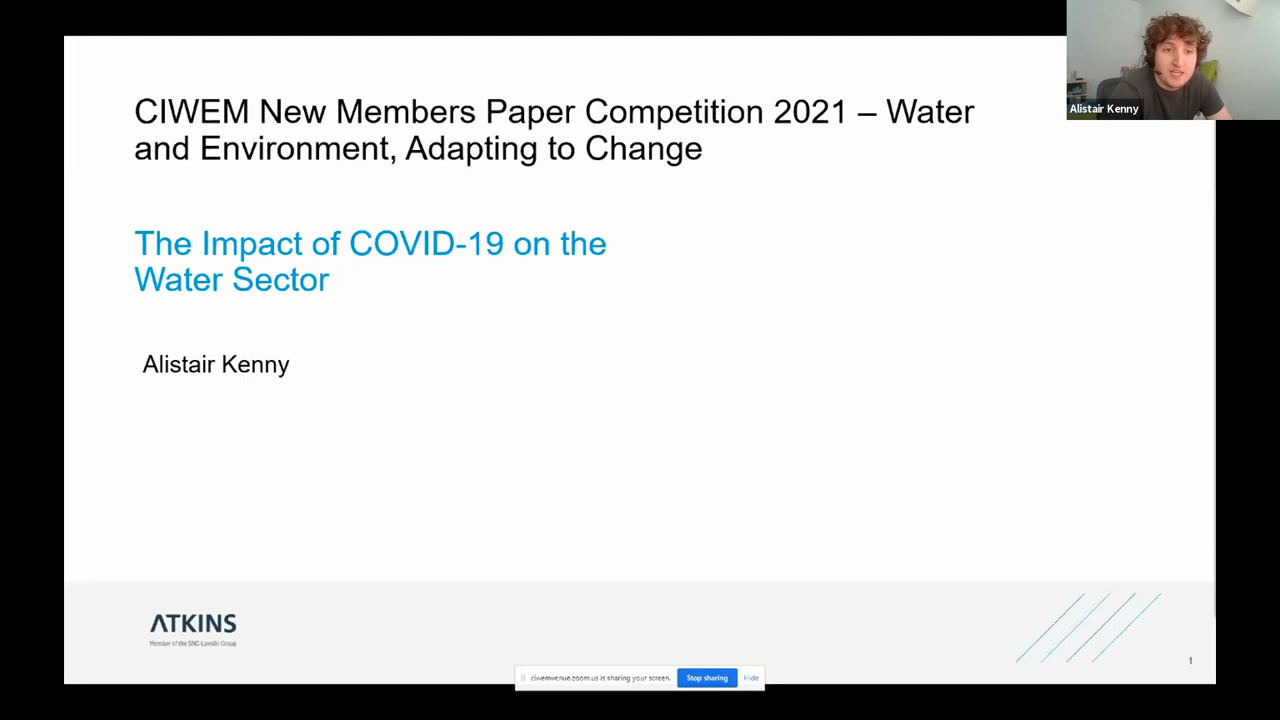 CIWEM New Members Paper Competition 2021 – Water
and Environment, Adapting to Change
Alistair Kenny
The Impact of COVID-19 on the
Water Sector
Alistair Kenny
ATKINS
Member of the SNC-Lavalin Group
1
ciwemvenue.zoom.us is sharing your screen.
Stop sharing
Hide